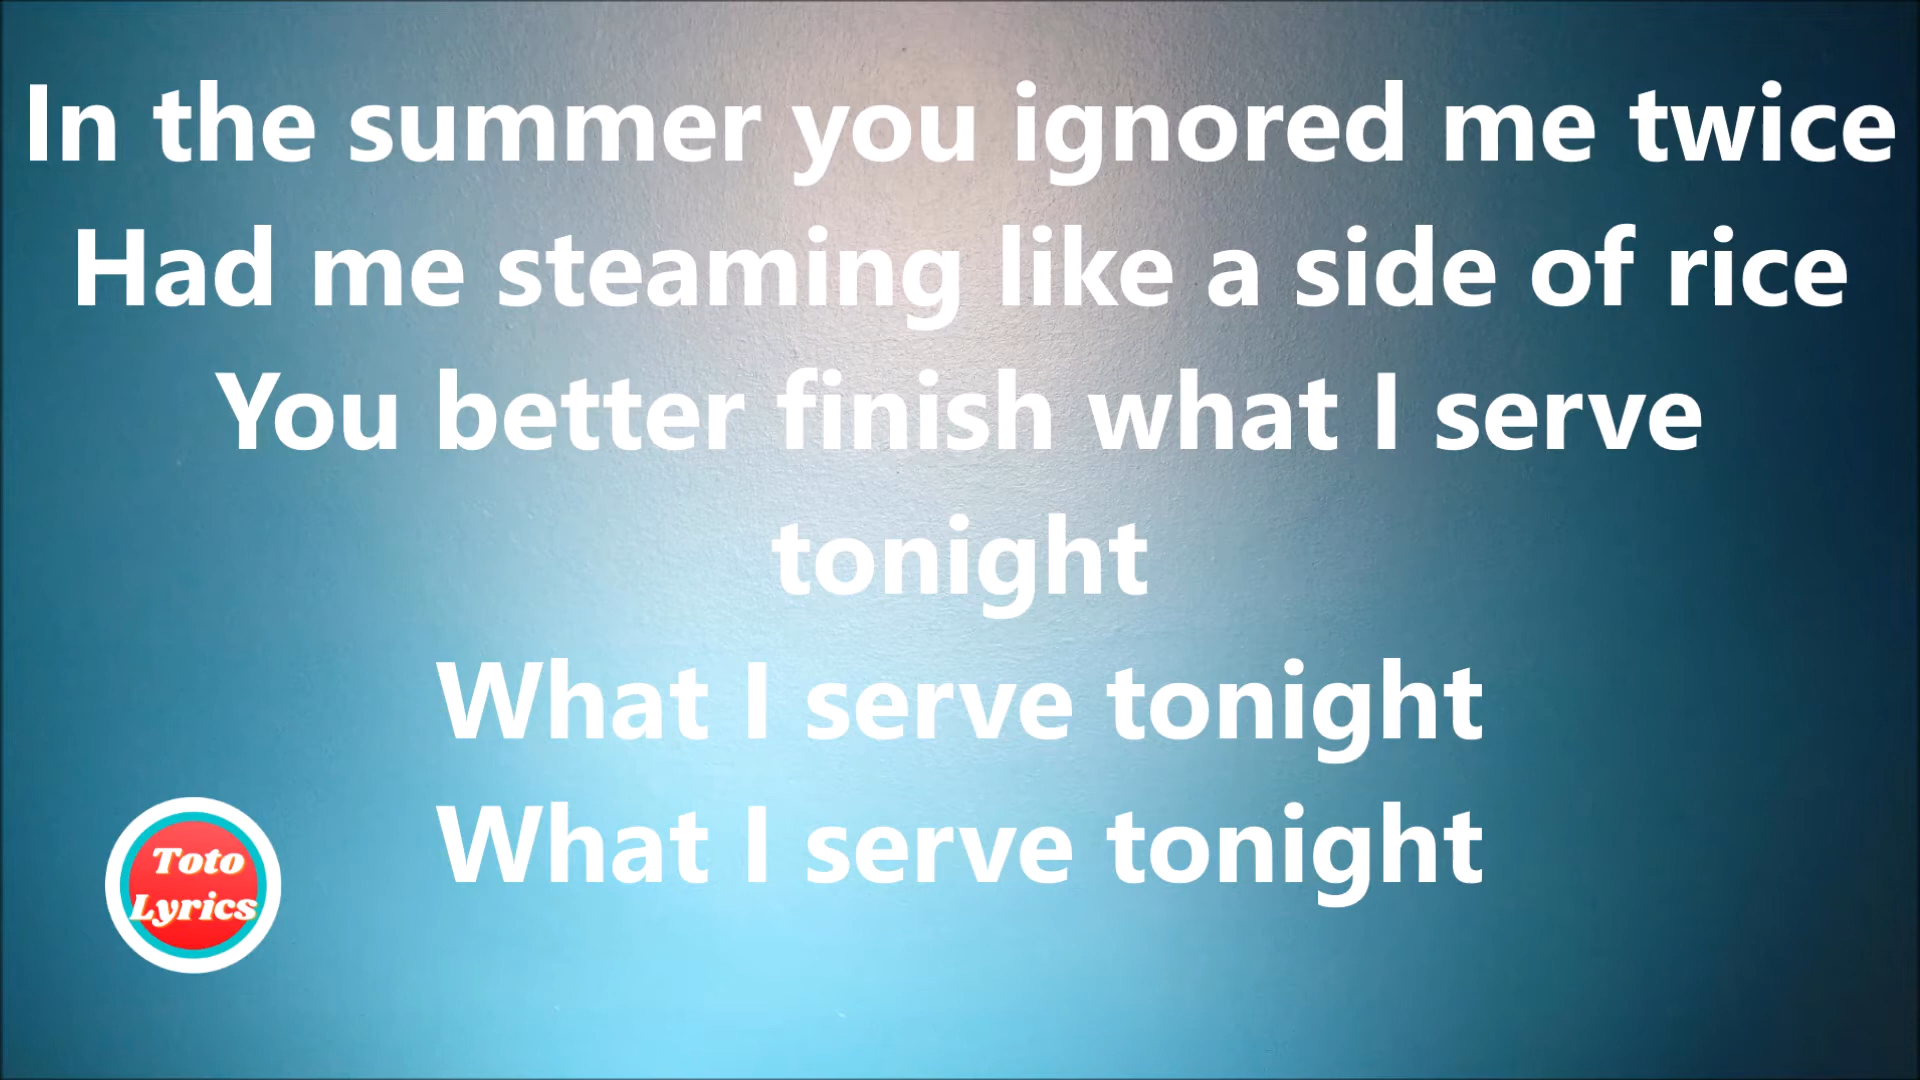 In the summer you ignored me twice
Had me steaming like a side of rice
You better finish what I serve
tonight
What I serve tonight
What I serve tonight
Toto
Lyrics